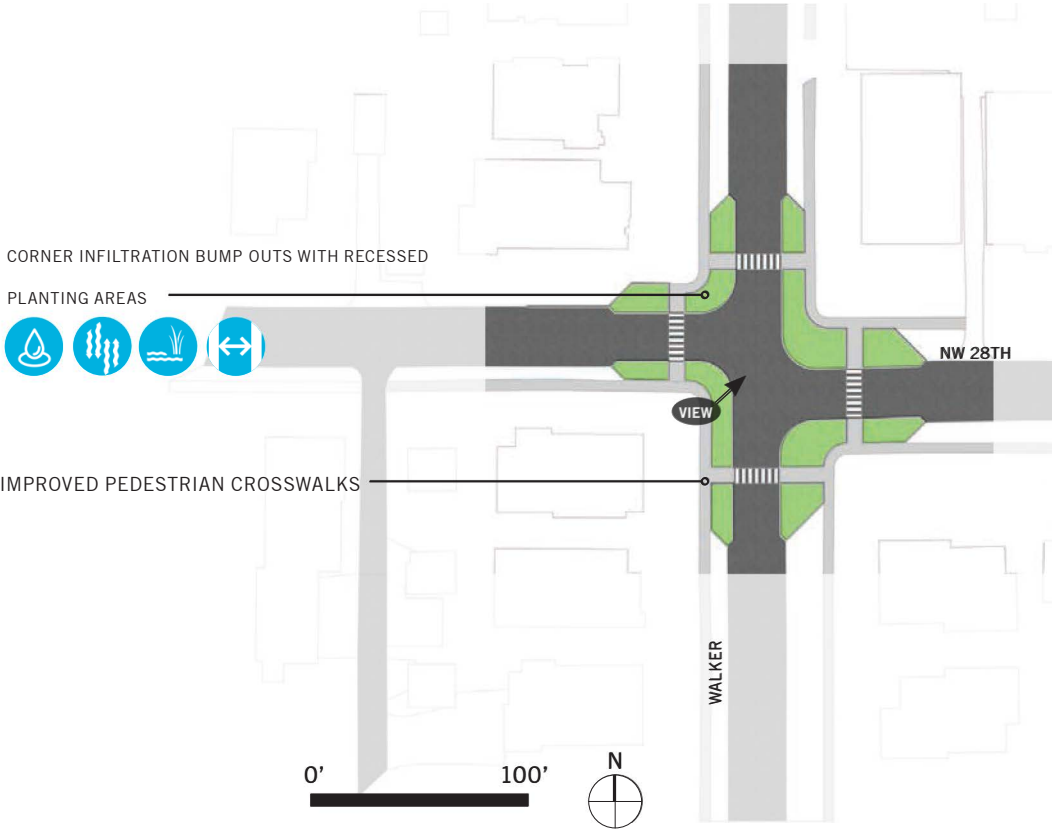 CORNER INFILTRATION BUMP OUTS WITH RECESSED
PLANTING AREAS
NW 28TH
VIEW
IMPROVED PEDESTRIAN CROSSWALKS
WALKER
0' 100'
N